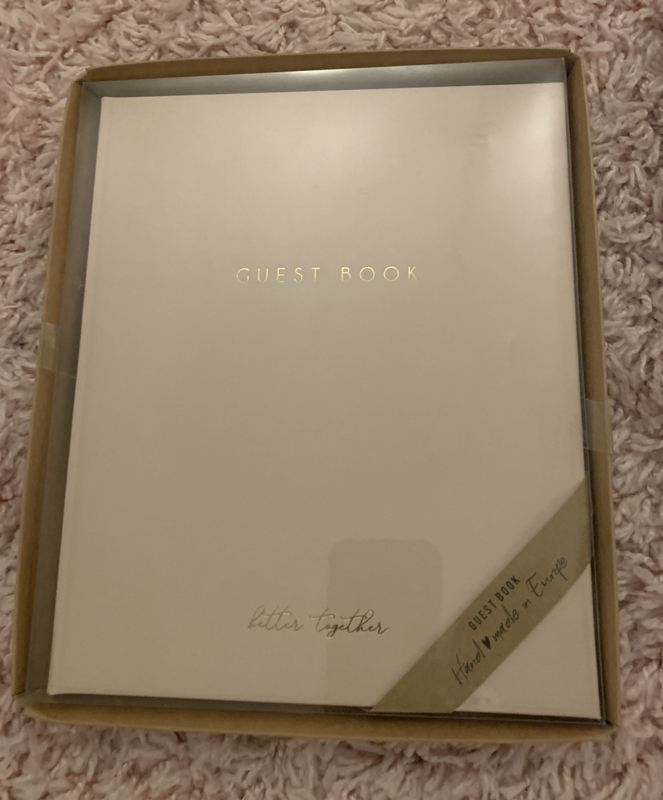 GUEST BOOK
better together
GUEST BOOK
Hand♥made in Europe